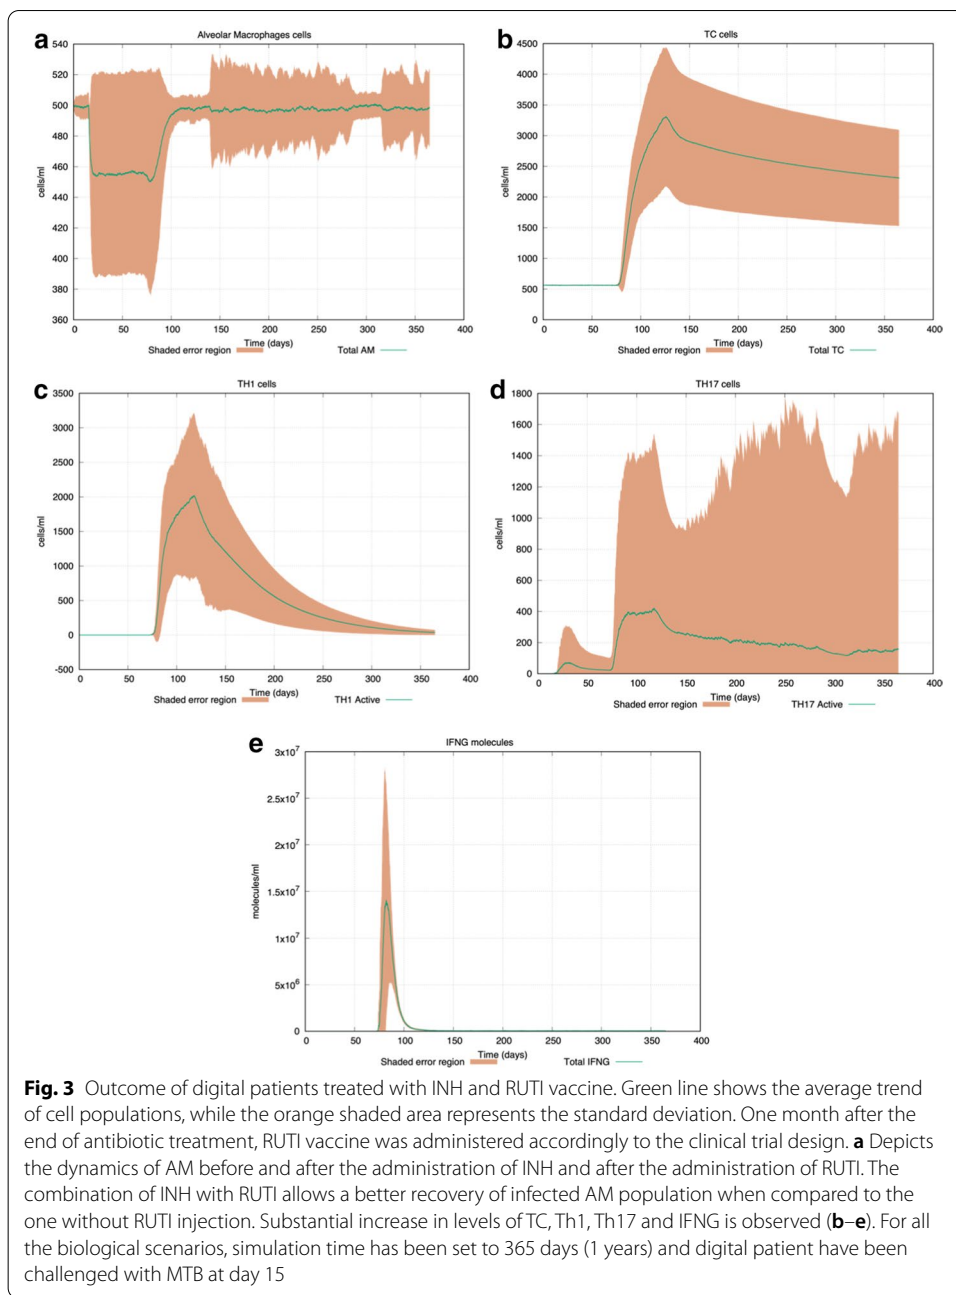 a
Alveolar Macrophages cells
540
520
500
480
460
440
420
400
380
360
cells/ml
0 50 100 150 200 250 300 350 400
Time (days)
Shaded error region Total AM
b
TC cells
4500
4000
3500
3000
2500
2000
1500
1000
500
0
cells/ml
0 50 100 150 200 250 300 350 400
Time (days)
Shaded error region Total TC
c
TH1 cells
3500
3000
2500
2000
1500
1000
500
0
-500
cells/ml
0 50 100 150 200 250 300 350 400
Time (days)
Shaded error region TH1 Active
d
TH17 cells
1800
1600
1400
1200
1000
800
600
400
200
0
cells/ml
0 50 100 150 200 250 300 350 400
Time (days)
Shaded error region TH17 Active
e
IFNG molecules
3x10⁷
2.5x10⁷
2x10⁷
1.5x10⁷
1x10⁷
5x10⁶
0
molecules/ml
0 50 100 150 200 250 300 350 400
Time (days)
Shaded error region Total IFNG
Fig. 3 Outcome of digital patients treated with INH and RUTI vaccine. Green line shows the average trend
of cell populations, while the orange shaded area represents the standard deviation. One month after the
end of antibiotic treatment, RUTI vaccine was administered accordingly to the clinical trial design. a Depicts
the dynamics of AM before and after the administration of INH and after the administration of RUTI. The
combination of INH with RUTI allows a better recovery of infected AM population when compared to the
one without RUTI injection. Substantial increase in levels of TC, Th1, Th17 and IFNG is observed (b–e). For all
the biological scenarios, simulation time has been set to 365 days (1 years) and digital patient have been
challenged with MTB at day 15